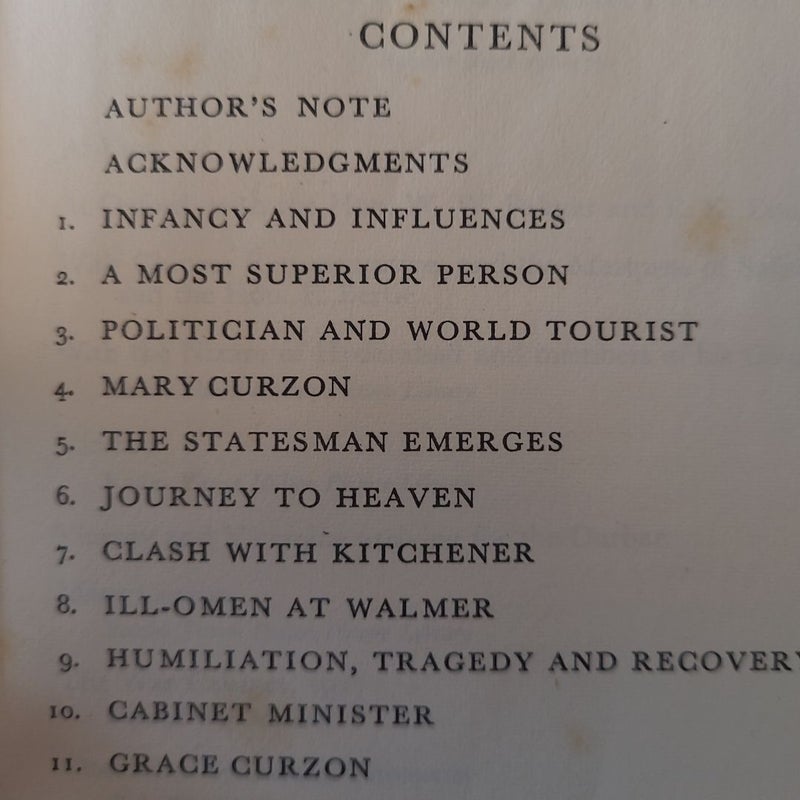 CONTENTS
AUTHOR'S NOTE
ACKNOWLEDGMENTS
1. INFANCY AND INFLUENCES
2. A MOST SUPERIOR PERSON
3. POLITICIAN AND WORLD TOURIST
4. MARY CURZON
5. THE STATESMAN EMERGES
6. JOURNEY TO HEAVEN
7. CLASH WITH KITCHENER
8. ILL-OMEN AT WALMER
9. HUMILIATION, TRAGEDY AND RECOVERY
10. CABINET MINISTER
11. GRACE CURZON